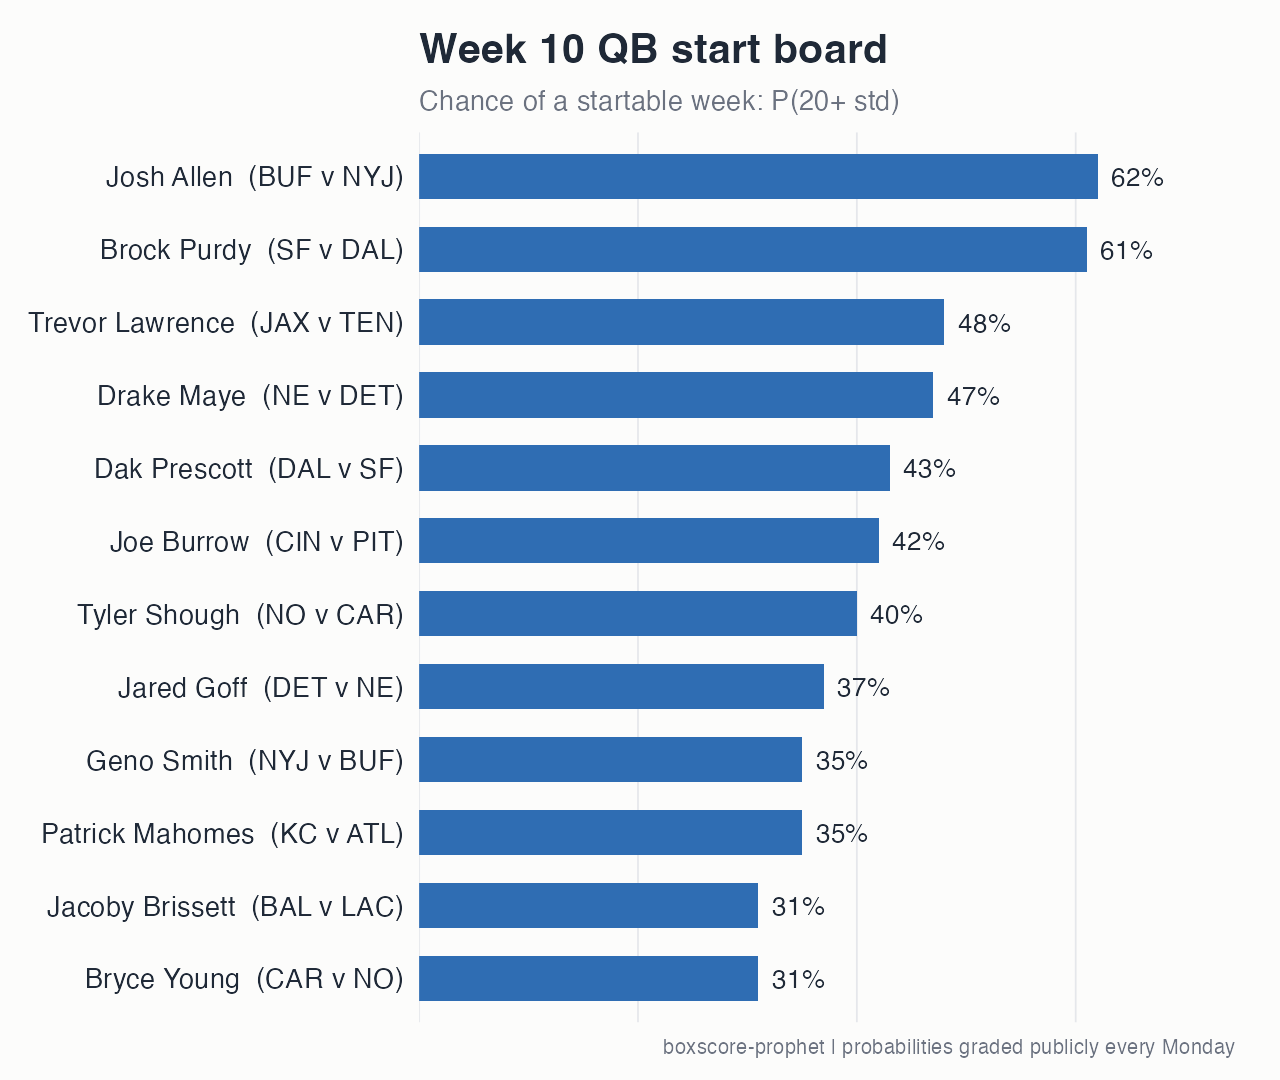 Week 10 QB start board
Chance of a startable week: P(20+ std)
Josh Allen (BUF v NYJ) 62%
Brock Purdy (SF v DAL) 61%
Trevor Lawrence (JAX v TEN) 48%
Drake Maye (NE v DET) 47%
Dak Prescott (DAL v SF) 43%
Joe Burrow (CIN v PIT) 42%
Tyler Shough (NO v CAR) 40%
Jared Goff (DET v NE) 37%
Geno Smith (NYJ v BUF) 35%
Patrick Mahomes (KC v ATL) 35%
Jacoby Brissett (BAL v LAC) 31%
Bryce Young (CAR v NO) 31%
boxscore-prophet | probabilities graded publicly every Monday